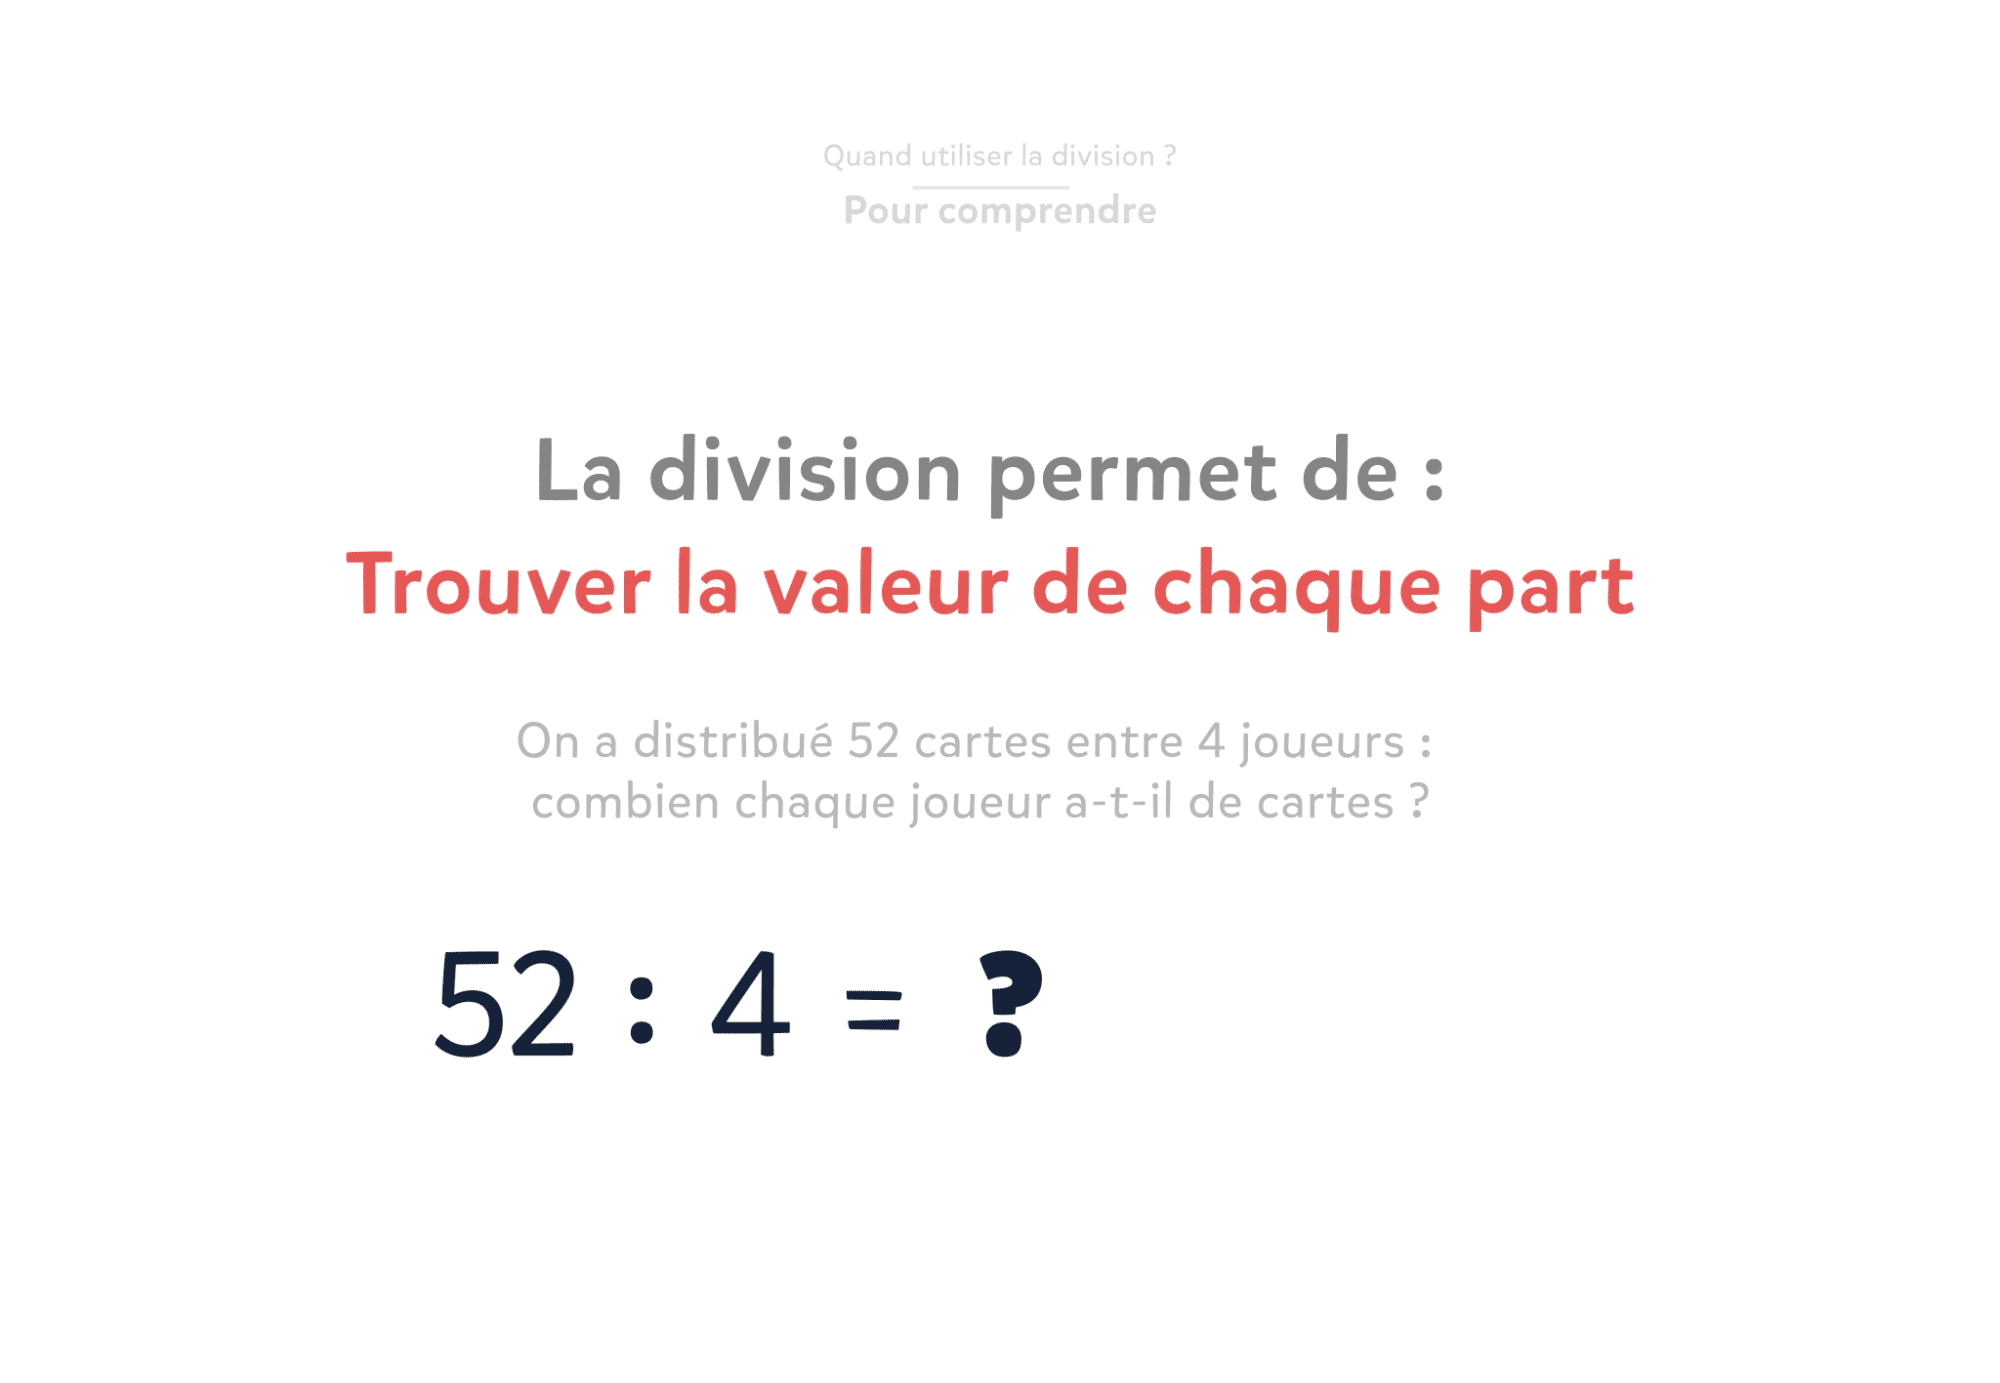 Quand utiliser la division ?
Pour comprendre
La division permet de :
Trouver la valeur de chaque part
On a distribué 52 cartes entre 4 joueurs :
combien chaque joueur a-t-il de cartes ?
52 : 4 = ?